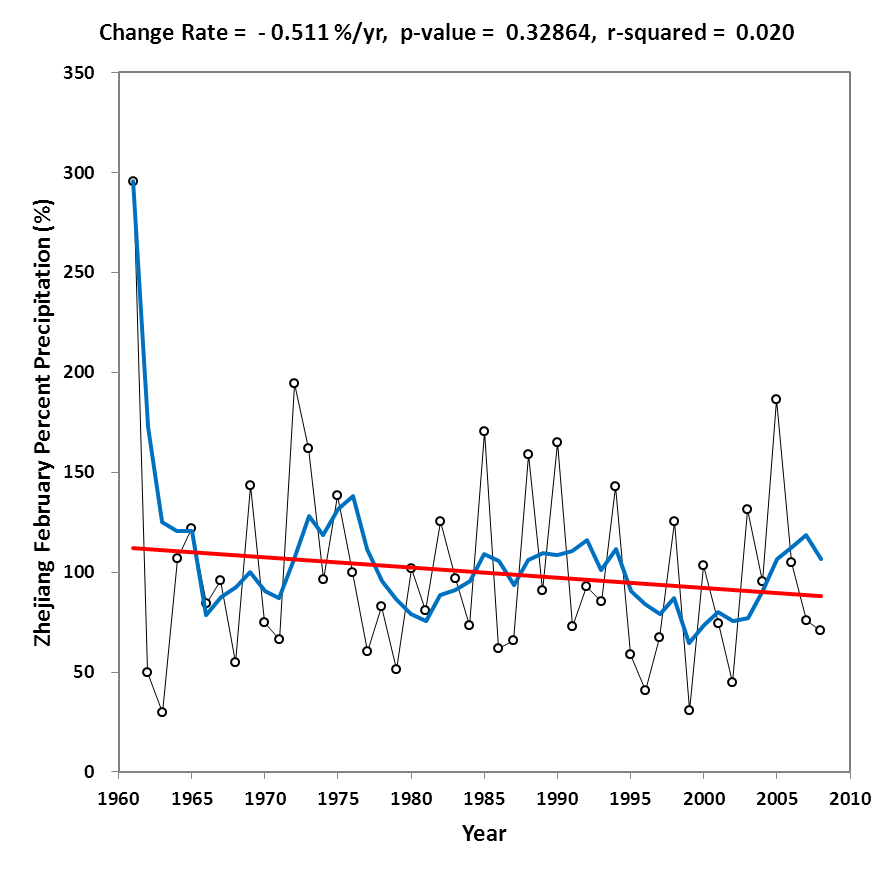 Change Rate = - 0.511 %/yr, p-value = 0.32864, r-squared = 0.020
Zhejiang February Percent Precipitation (%)
350
300
250
200
150
100
50
0
1960 1965 1970 1975 1980 1985 1990 1995 2000 2005 2010
Year